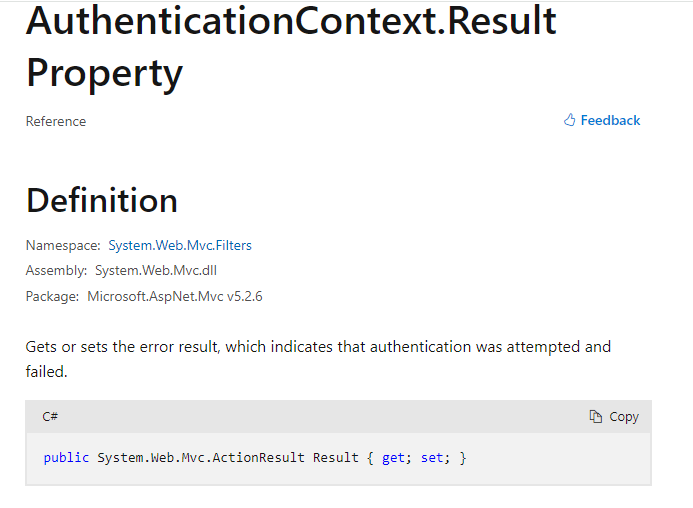 AuthenticationContext.Result
Property
Reference
Feedback
Definition
Namespace: System.Web.Mvc.Filters
Assembly: System.Web.Mvc.dll
Package: Microsoft.AspNet.Mvc v5.2.6
Gets or sets the error result, which indicates that authentication was attempted and
failed.
C#
Copy
public System.Web.Mvc.ActionResult Result { get; set; }